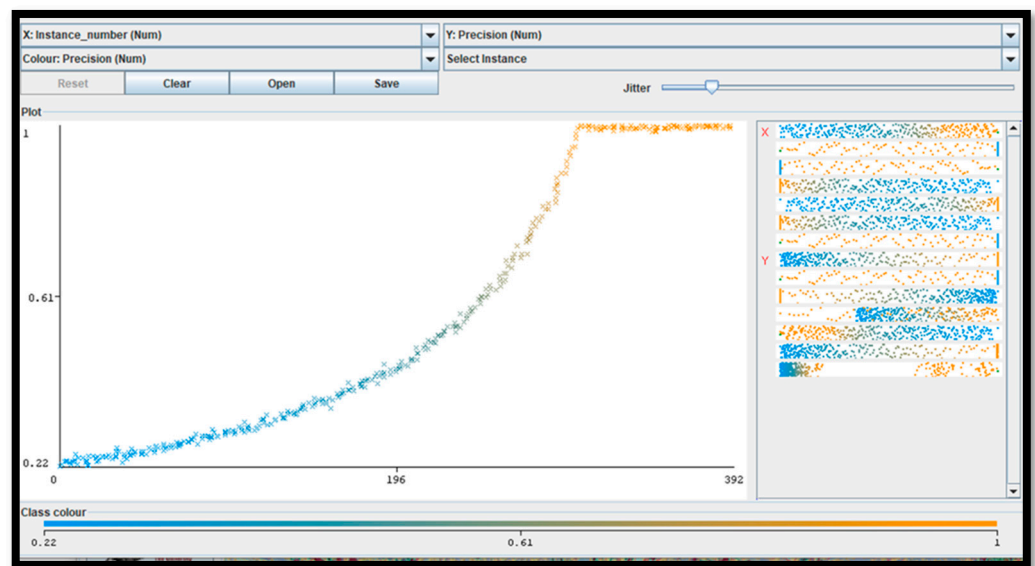 X: Instance_number (Num)
Y: Precision (Num)
Colour: Precision (Num)
Select Instance
Reset
Clear
Open
Save
Jitter
Plot
1
0.61
0.22
0
196
392
X
Y
Class colour
0.22
0.61
1